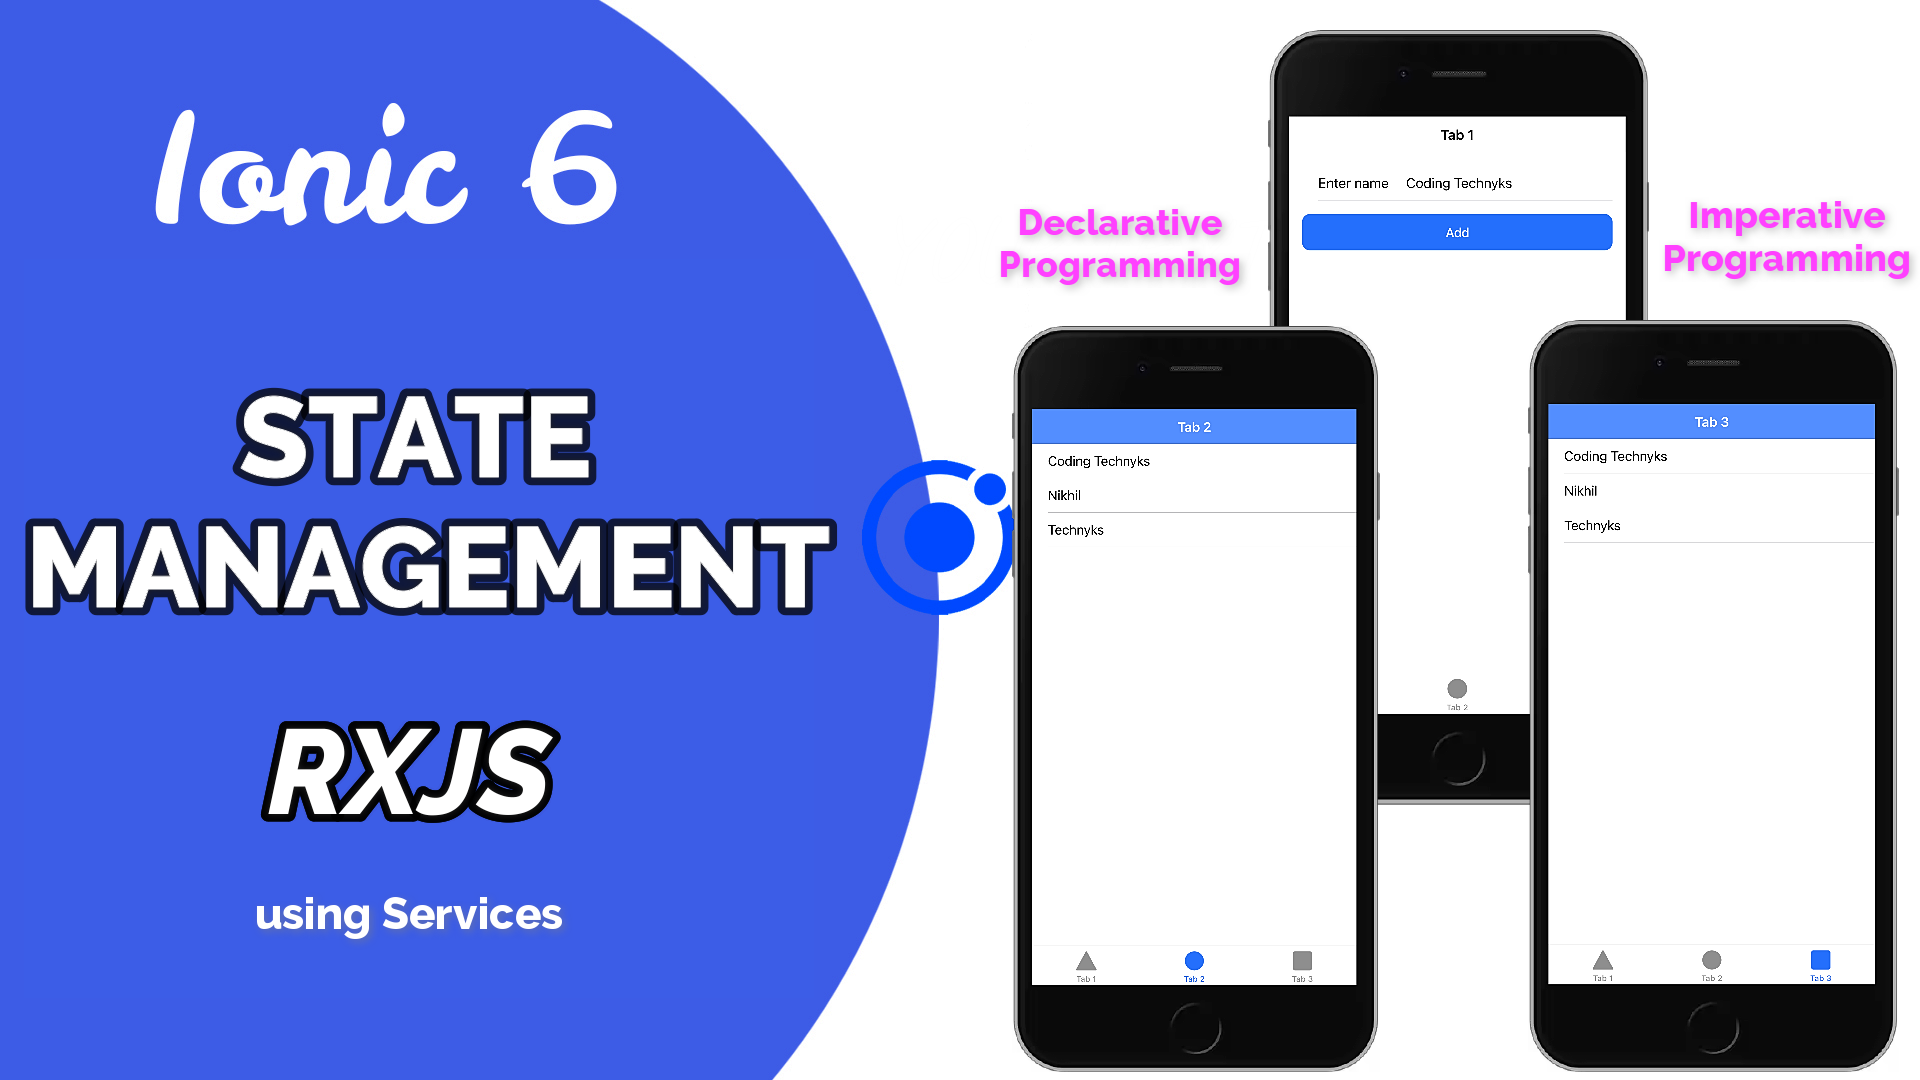 Ionic 6
STATE
MANAGEMENT
RXJS
using Services
Declarative
Programming
Imperative
Programming
Tab 1
Enter name Coding Technyks
Add
Tab 2
Tab 2
Coding Technyks
Nikhil
Technyks
Tab 1 Tab 2 Tab 3
Tab 3
Coding Technyks
Nikhil
Technyks
Tab 1 Tab 2 Tab 3